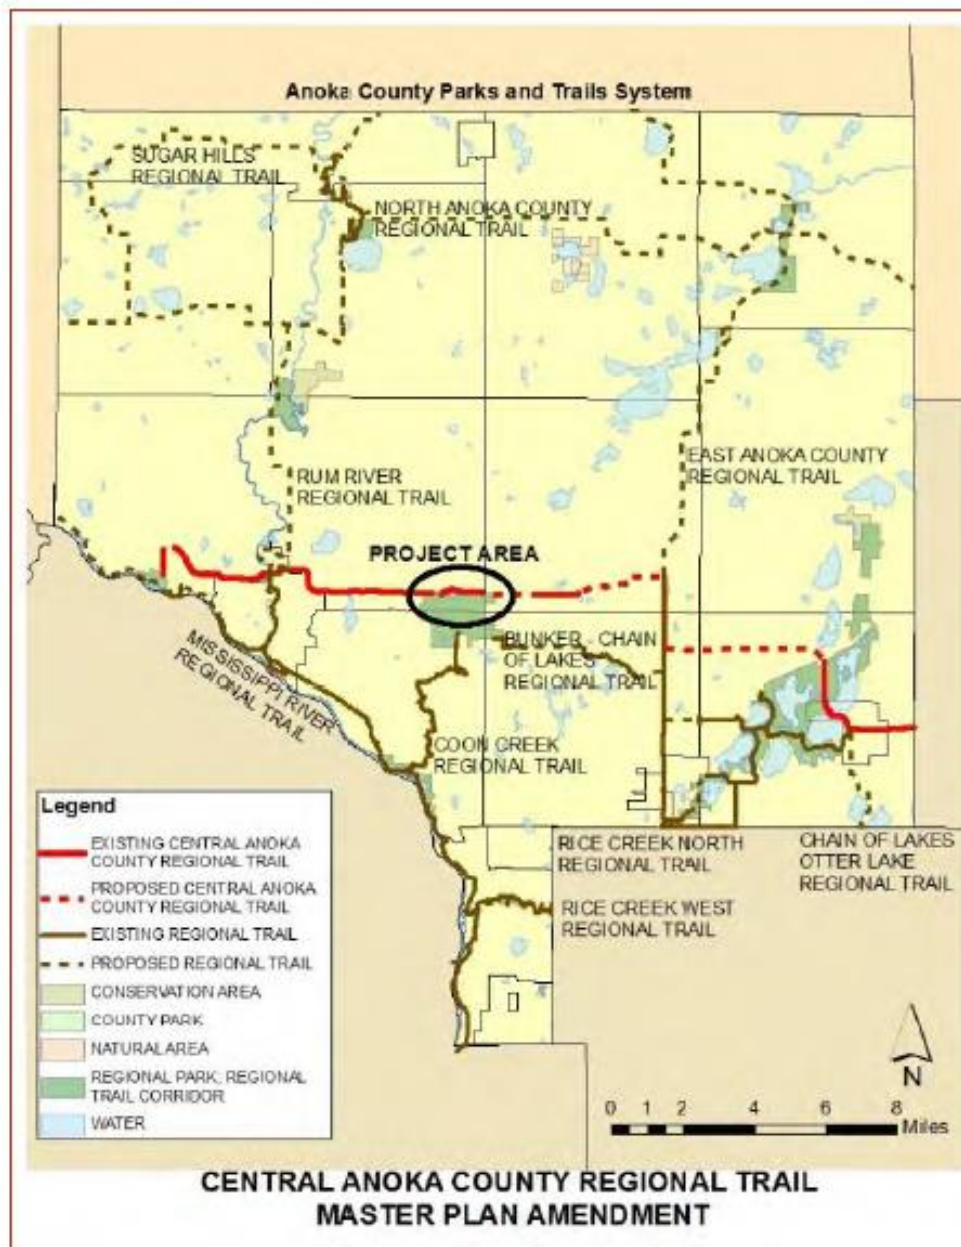 Anoka County Parks and Trails System
SUGAR HILLS
REGIONAL TRAIL
NORTH ANOKA COUNTY
REGIONAL TRAIL
EAST ANOKA COUNTY
REGIONAL TRAIL
RUM RIVER
REGIONAL TRAIL
PROJECT AREA
BUNKER - CHAIN
OF LAKES
REGIONAL TRAIL
MISSISSIPPI RIVER
REGIONAL TRAIL
COON CREEK
REGIONAL TRAIL
RICE CREEK NORTH
REGIONAL TRAIL
CHAIN OF LAKES
OTTER LAKE
REGIONAL TRAIL
RICE CREEK WEST
REGIONAL TRAIL
Legend
EXISTING CENTRAL ANOKA
COUNTY REGIONAL TRAIL
PROPOSED CENTRAL ANOKA
COUNTY REGIONAL TRAIL
EXISTING REGIONAL TRAIL
PROPOSED REGIONAL TRAIL
CONSERVATION AREA
COUNTY PARK
NATURAL AREA
REGIONAL PARK, REGIONAL
TRAIL CORRIDOR
WATER
N
0 1 2 4 6 8
Miles
CENTRAL ANOKA COUNTY REGIONAL TRAIL
MASTER PLAN AMENDMENT